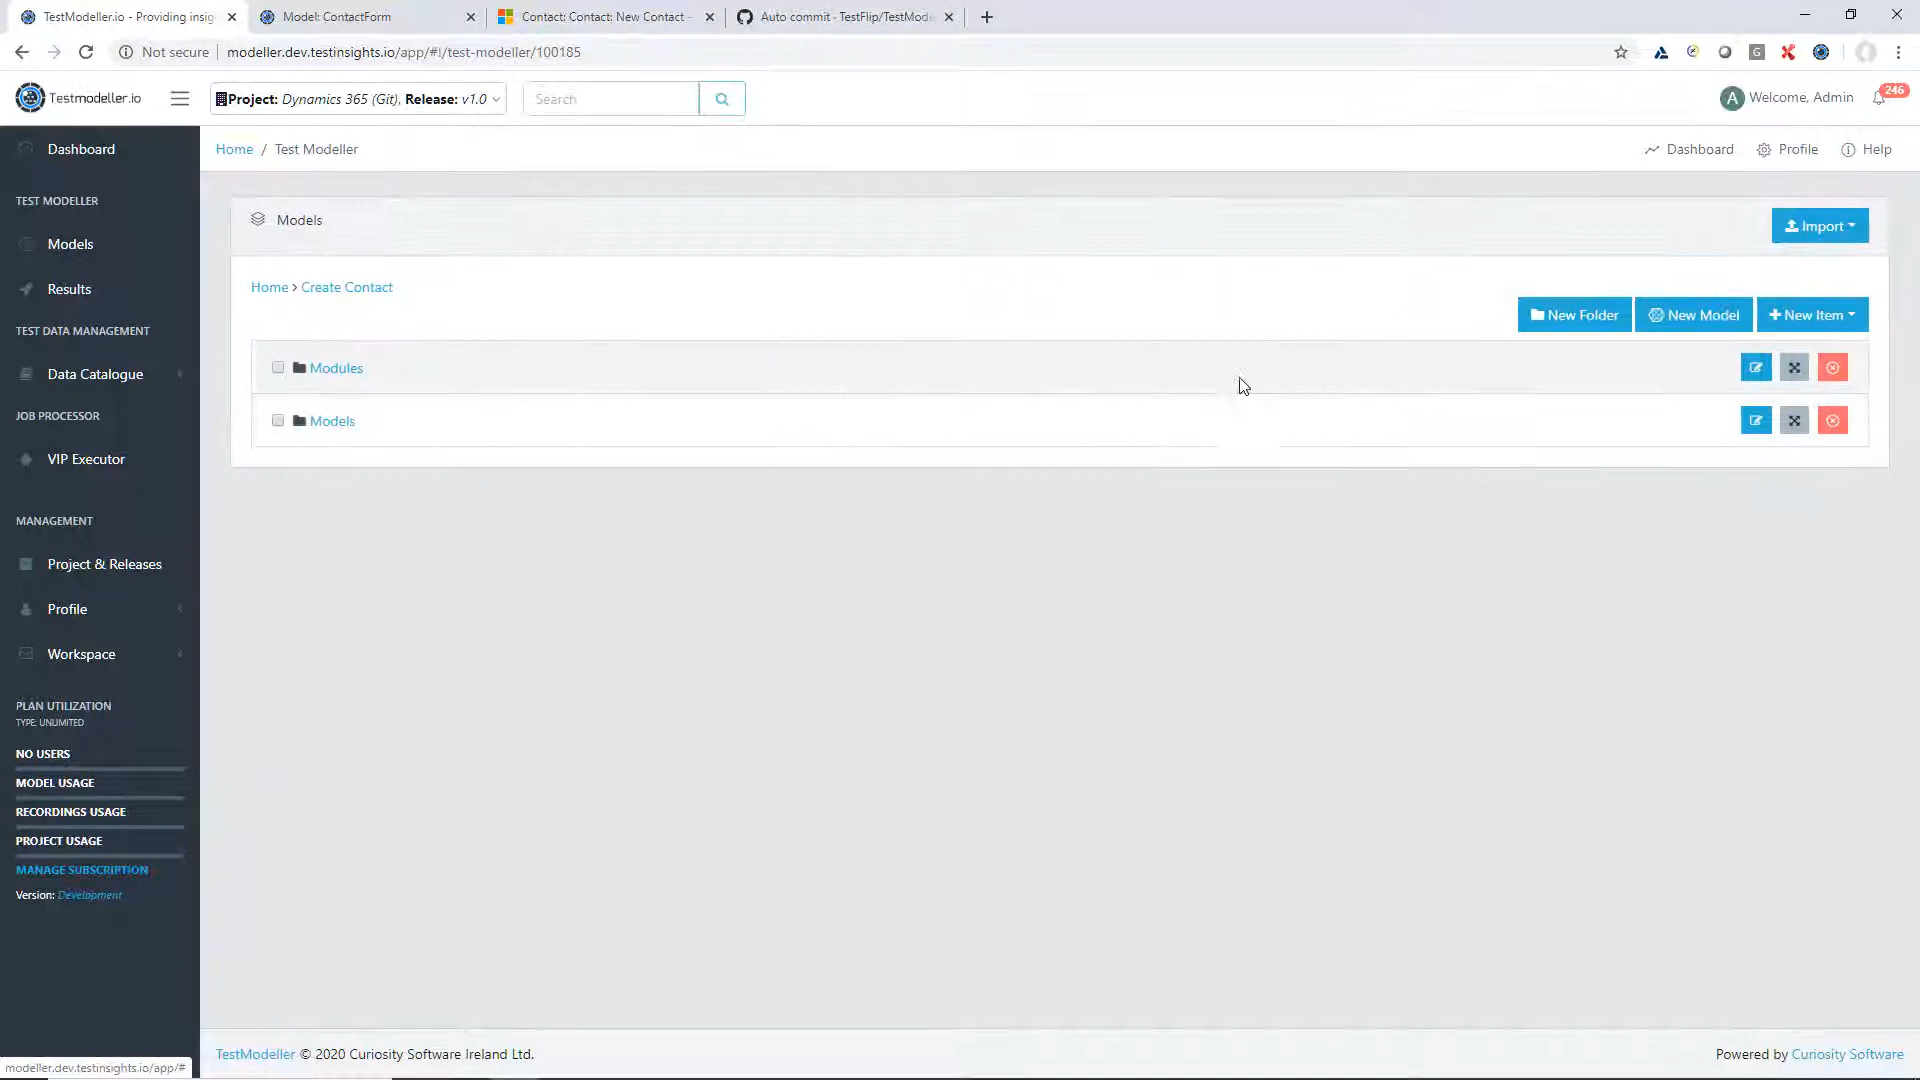 TestModeller.io - Providing insig
Model: ContactForm
Contact: Contact: New Contact -
Auto commit · TestFlip/TestMod
Not secure
modeller.dev.testinsights.io/app/#!/test-modeller/100185
Testmodeller.io
Project: Dynamics 365 (Git), Release: v1.0
Search
A
Welcome, Admin
246
Dashboard
Home / Test Modeller
Dashboard
Profile
Help
TEST MODELLER
Models
Results
TEST DATA MANAGEMENT
Data Catalogue
JOB PROCESSOR
VIP Executor
MANAGEMENT
Project & Releases
Profile
Workspace
PLAN UTILIZATION
TYPE: UNLIMITED
NO USERS
MODEL USAGE
RECORDINGS USAGE
PROJECT USAGE
MANAGE SUBSCRIPTION
Version: Development
Models
Import
Home > Create Contact
New Folder
New Model
New Item
Modules
Models
TestModeller © 2020 Curiosity Software Ireland Ltd.
Powered by Curiosity Software
modeller.dev.testinsights.io/app/#